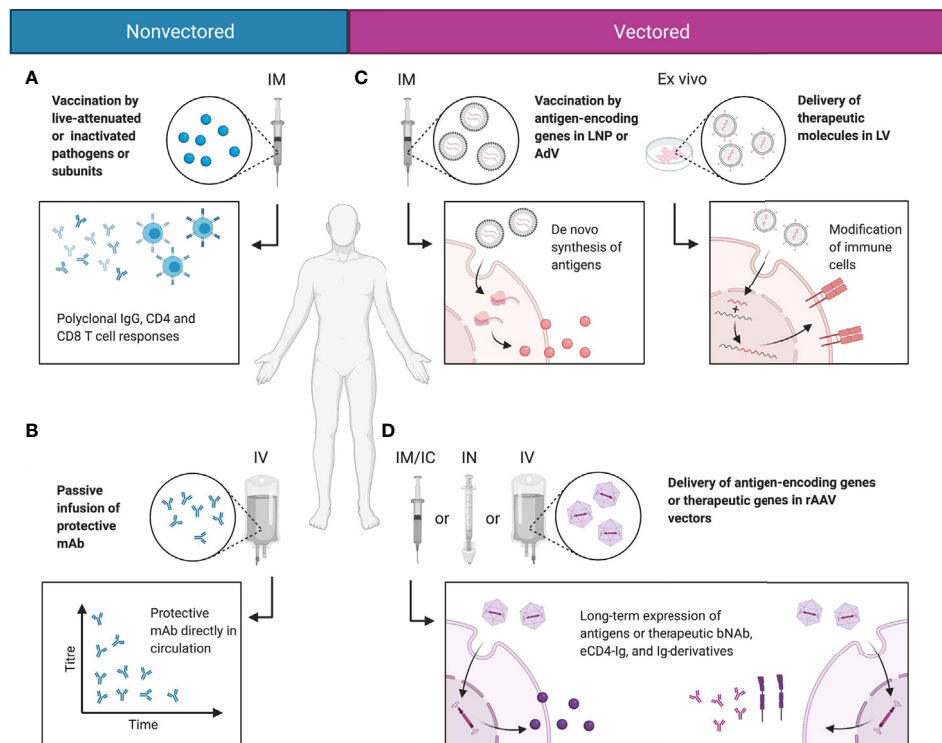 Nonvectored
Vectored
A
IM
Vaccination by
live-attenuated
or inactivated
pathogens or
subunits
Polyclonal IgG, CD4 and
CD8 T cell responses
C
IM
Vaccination by
antigen-encoding
genes in LNP or
AdV
De novo
synthesis of
antigens
Ex vivo
Delivery of
therapeutic
molecules in LV
Modification
of immune
cells
+
B
IV
Passive
infusion of
protective
mAb
Protective
mAb directly in
circulation
Titre
Time
D
IM/IC
or
IN
or
IV
Delivery of antigen-encoding genes
or therapeutic genes in rAAV
vectors
Long-term expression of
antigens or therapeutic bNAb,
eCD4-Ig, and Ig-derivatives